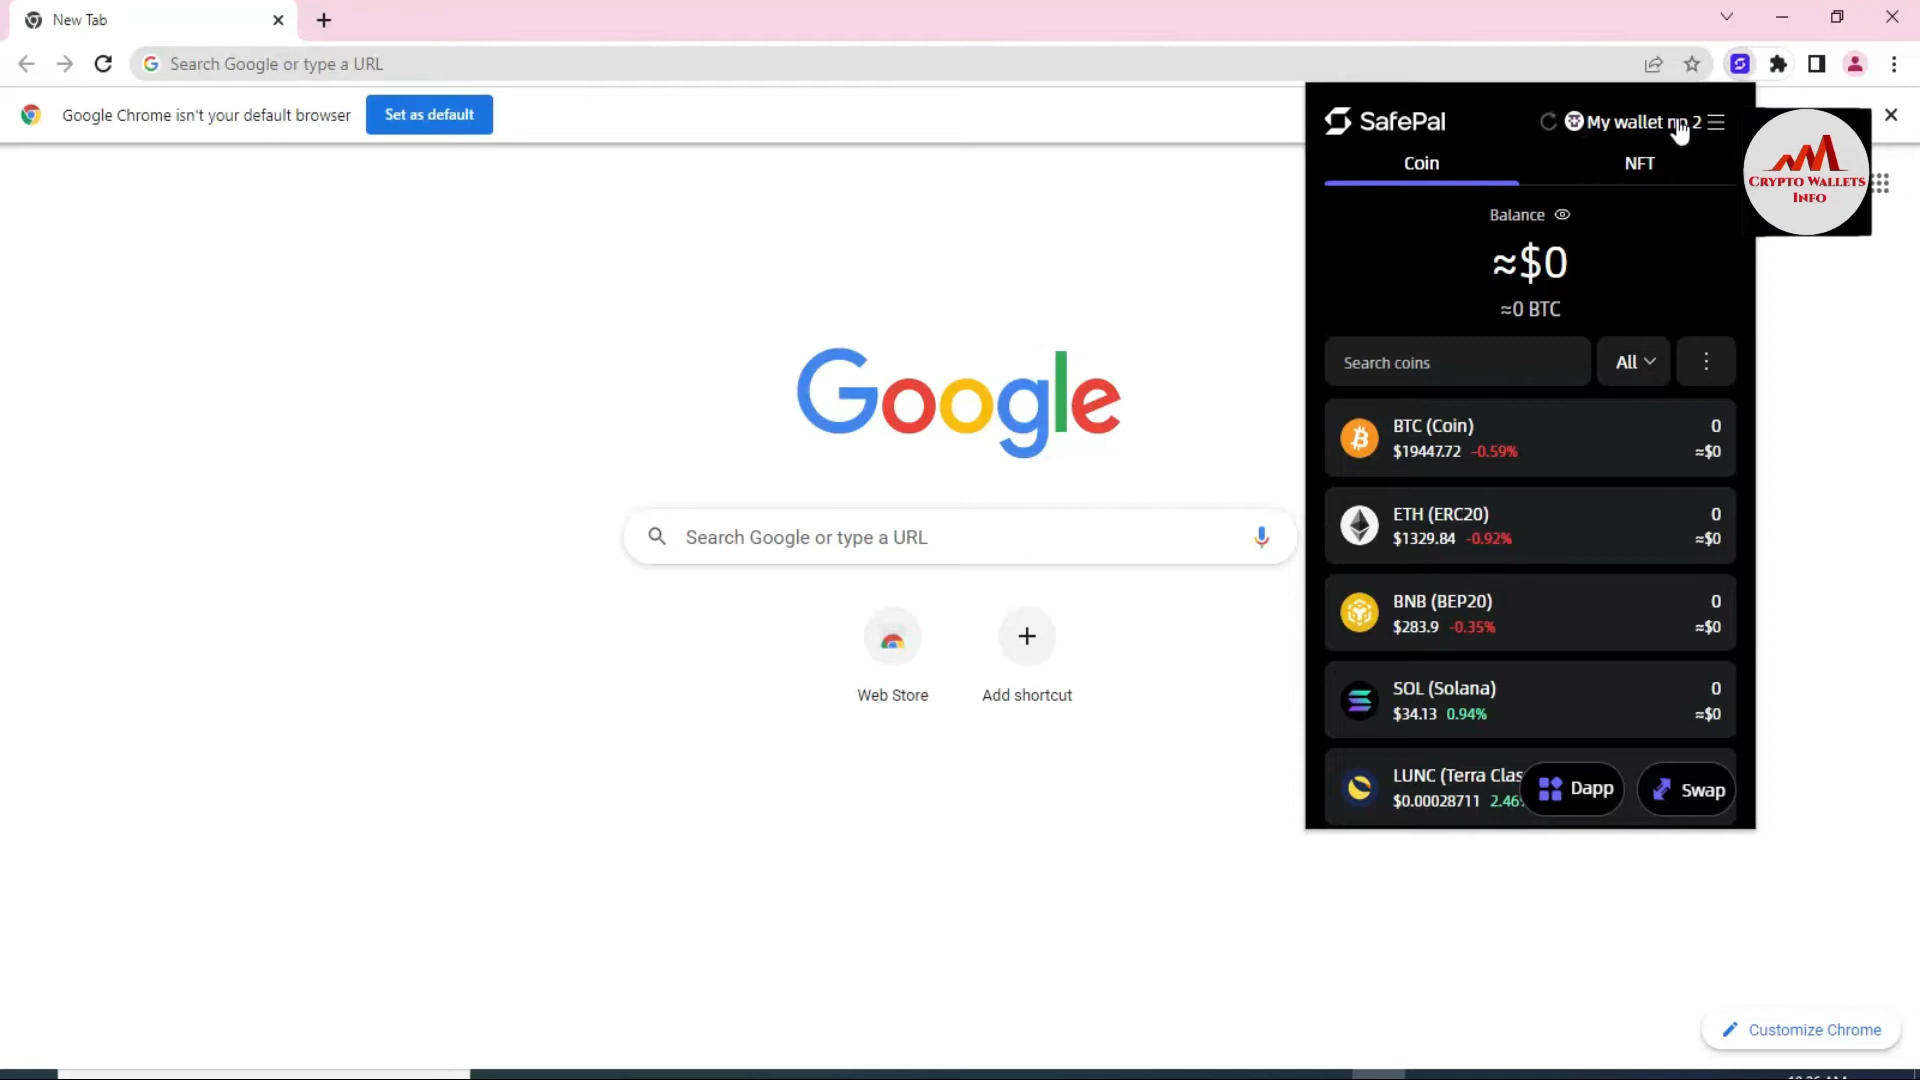 New Tab
Search Google or type a URL
Google Chrome isn't your default browser
Set as default
SafePal
My wallet no 2
Coin
NFT
CRYPTO WALLETS
INFO
Balance
≈$0
≈0 BTC
Search coins
All
Google
BTC (Coin)
0
$19447.72 -0.59%
≈$0
ETH (ERC20)
0
$1329.84 -0.92%
≈$0
Search Google or type a URL
BNB (BEP20)
0
$283.9 -0.35%
≈$0
SOL (Solana)
0
$34.13 0.94%
≈$0
Web Store
Add shortcut
LUNC (Terra Clas
$0.00028711 2.46
Dapp
Swap
Customize Chrome